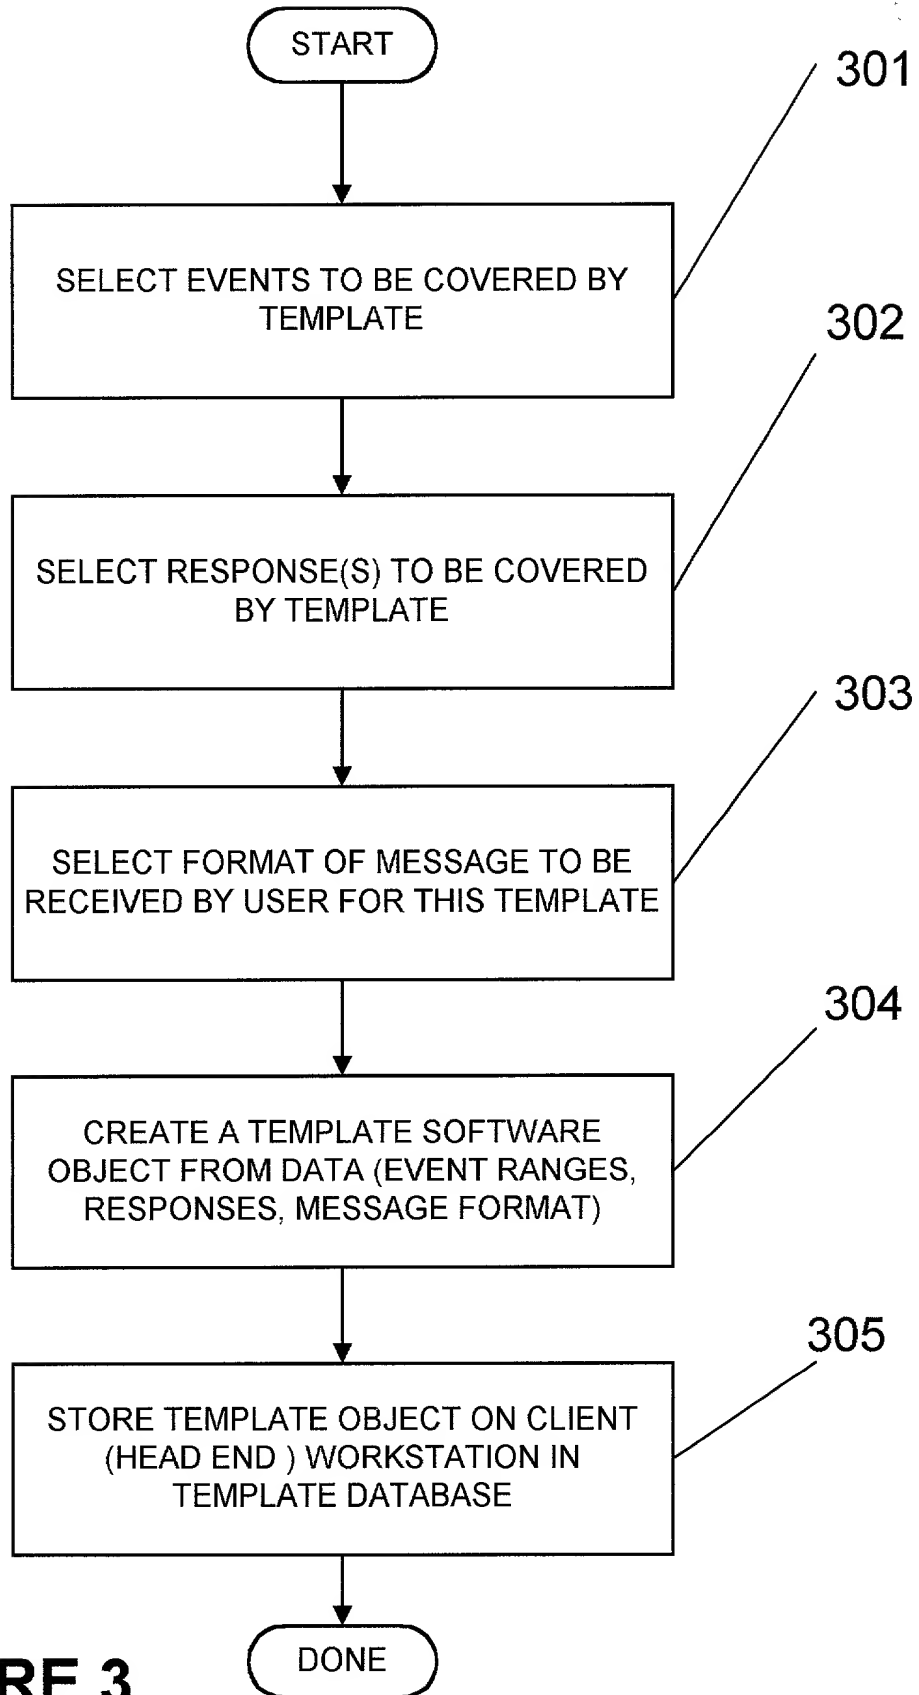 START
301
SELECT EVENTS TO BE COVERED BY
TEMPLATE
302
SELECT RESPONSE(S) TO BE COVERED
BY TEMPLATE
303
SELECT FORMAT OF MESSAGE TO BE
RECEIVED BY USER FOR THIS TEMPLATE
304
CREATE A TEMPLATE SOFTWARE
OBJECT FROM DATA (EVENT RANGES,
RESPONSES, MESSAGE FORMAT)
305
STORE TEMPLATE OBJECT ON CLIENT
(HEAD END ) WORKSTATION IN
TEMPLATE DATABASE
DONE
RE 3